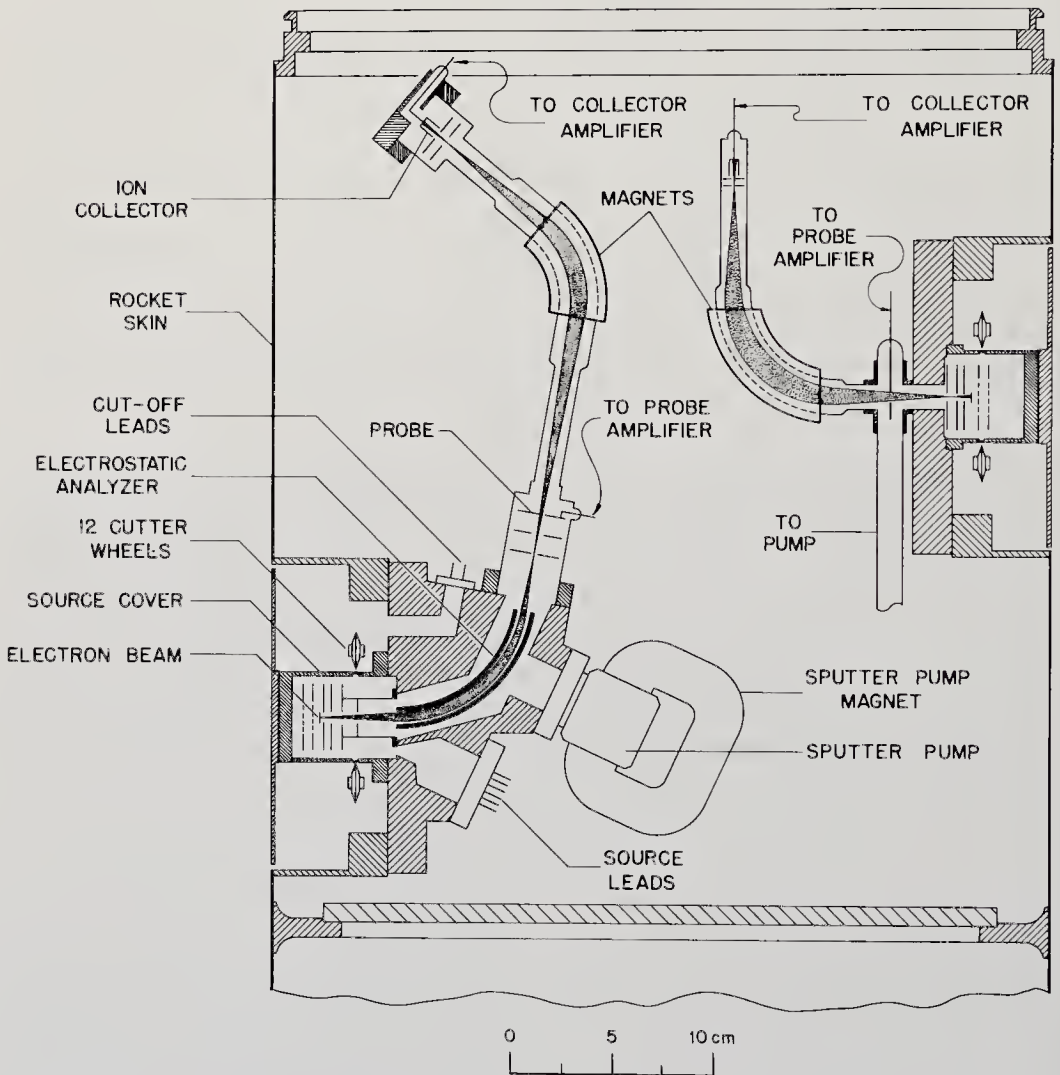 TO COLLECTOR
AMPLIFIER
TO COLLECTOR
AMPLIFIER
ION
COLLECTOR
MAGNETS
TO
PROBE
AMPLIFIER
ROCKET
SKIN
CUT-OFF
LEADS
PROBE
TO PROBE
AMPLIFIER
ELECTROSTATIC
ANALYZER
12 CUTTER
WHEELS
TO
PUMP
SOURCE COVER
ELECTRON BEAM
SPUTTER PUMP
MAGNET
SPUTTER PUMP
SOURCE
LEADS
0 5 10 cm